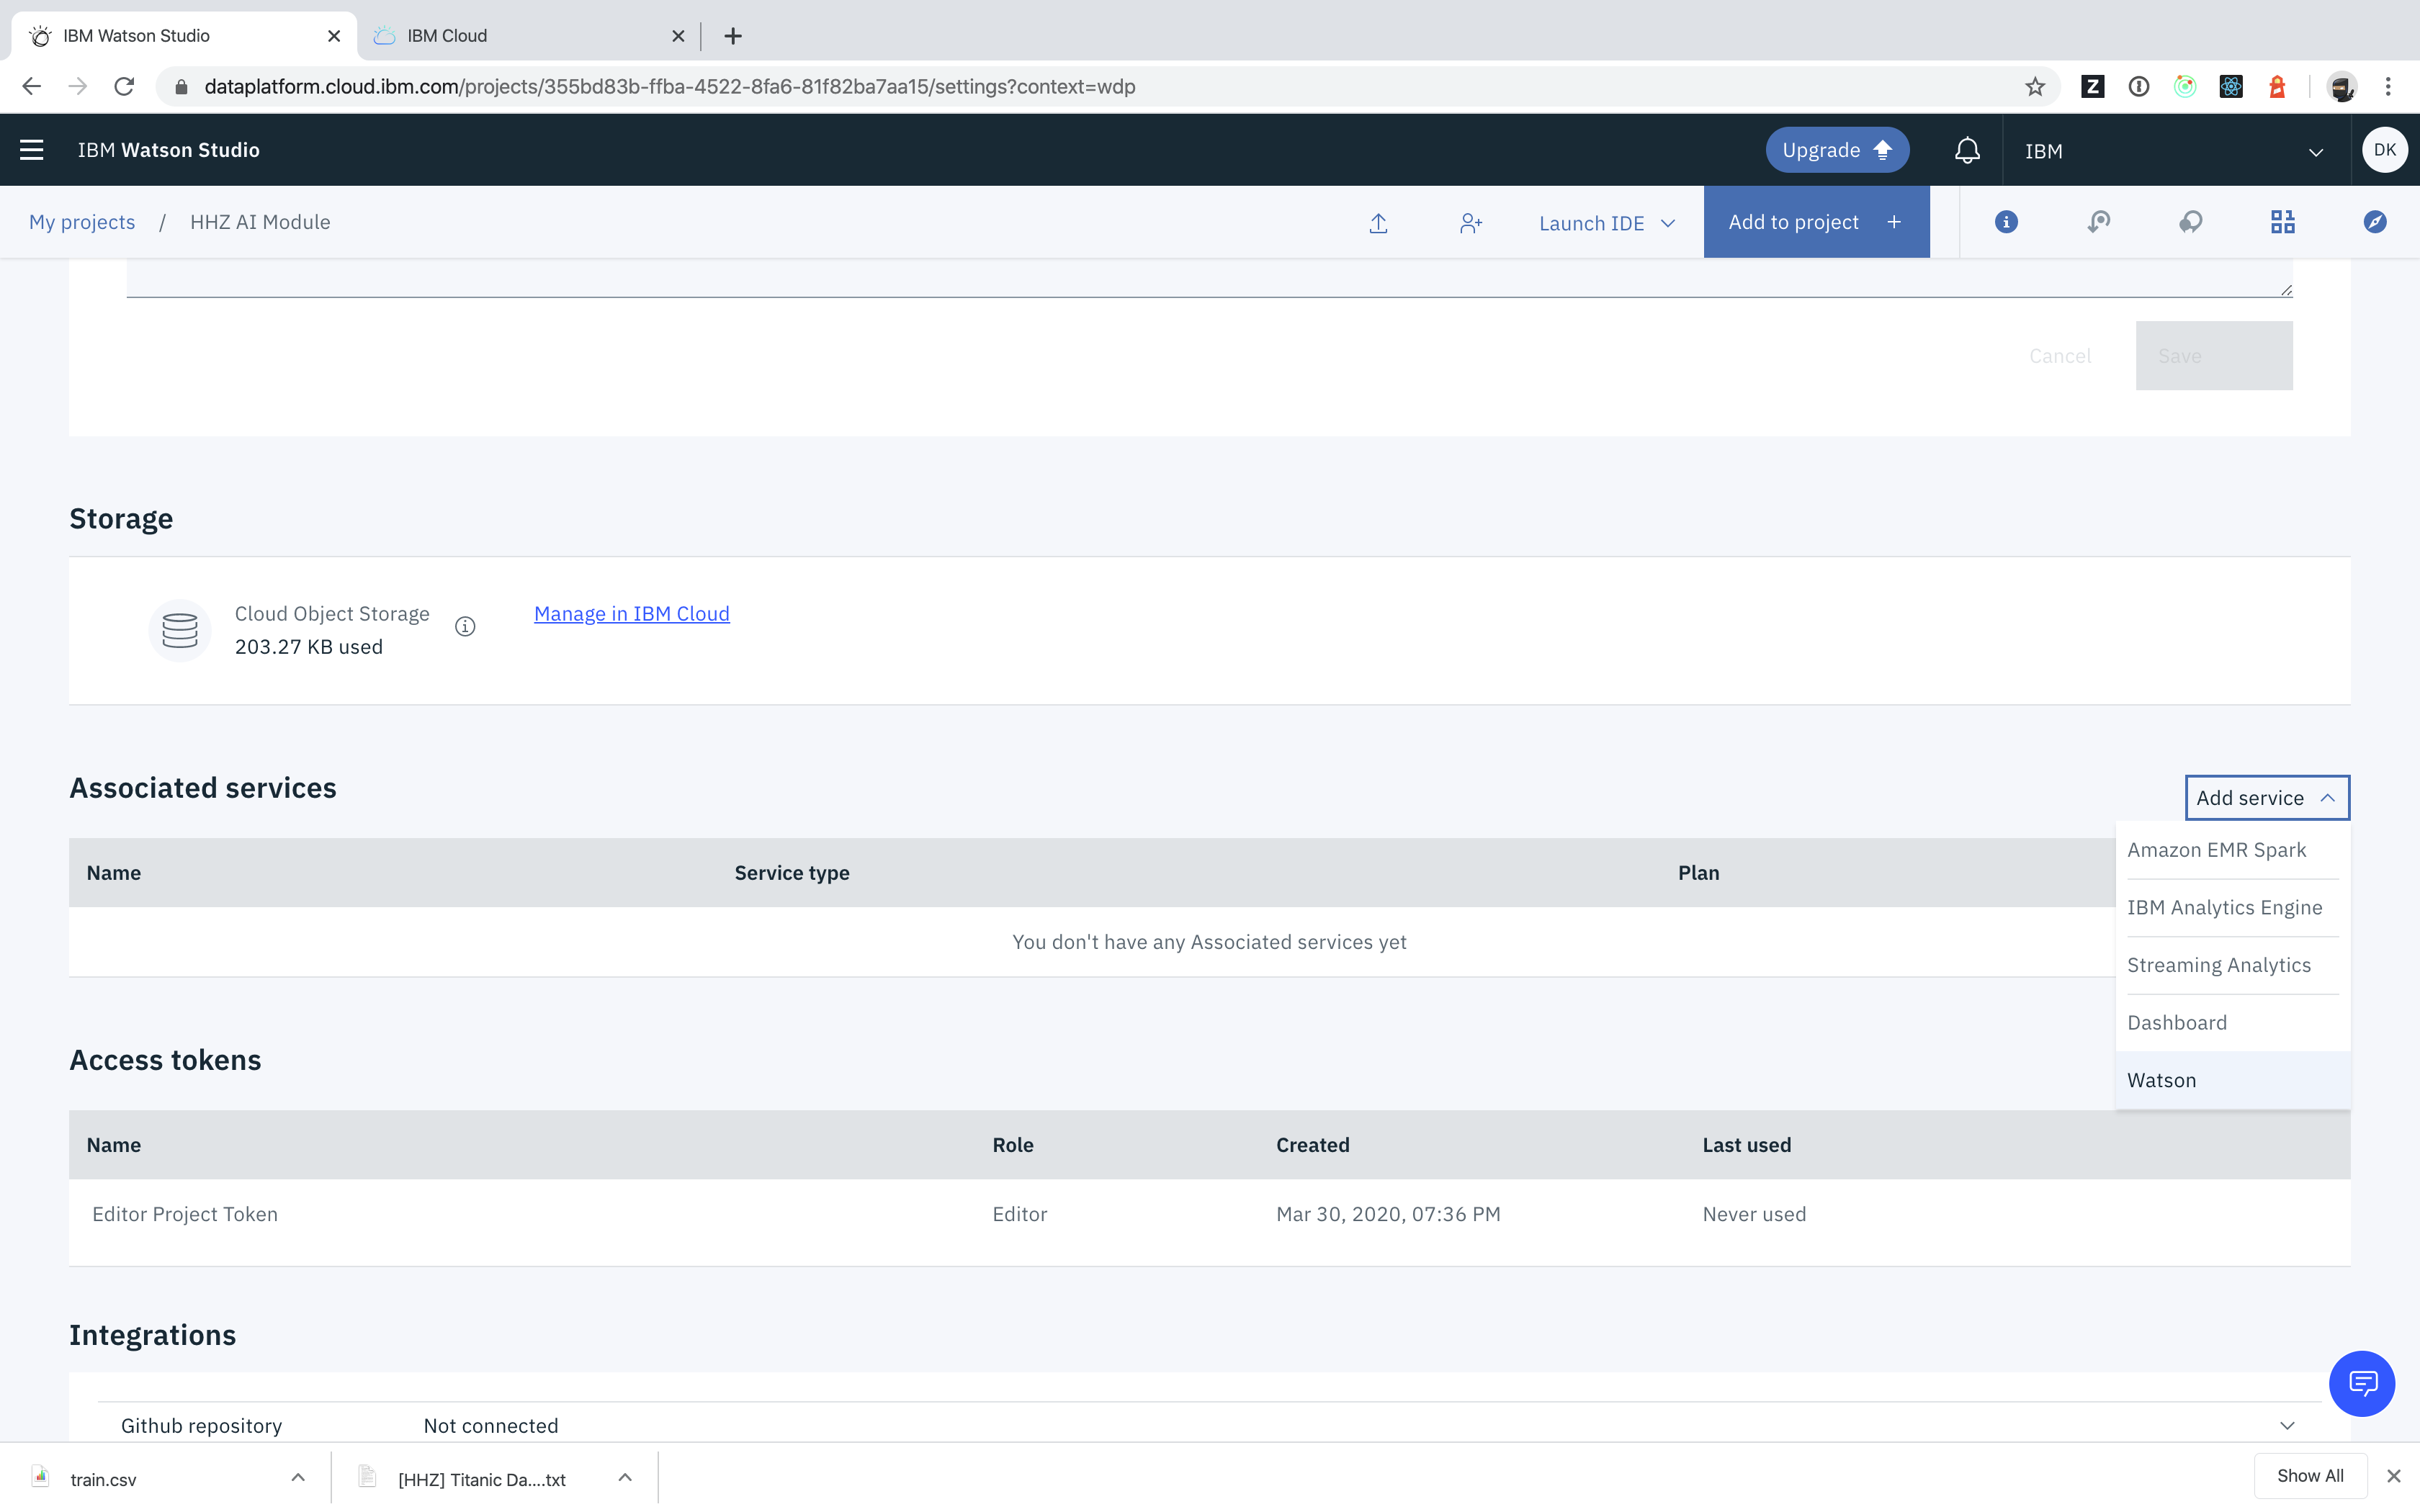 IBM Watson Studio
IBM Cloud
dataplatform.cloud.ibm.com/projects/355bd83b-ffba-4522-8fa6-81f82ba7aa15/settings?context=wdp
Z
IBM Watson Studio
Upgrade
IBM
DK
My projects / HHZ AI Module
Launch IDE
Add to project +
Cancel
Save
Storage
Cloud Object Storage
203.27 KB used
Manage in IBM Cloud
Associated services
Add service
Amazon EMR Spark
IBM Analytics Engine
Streaming Analytics
Dashboard
Watson
Name Service type Plan
You don't have any Associated services yet
Access tokens
Name Role Created Last used
Editor Project Token Editor Mar 30, 2020, 07:36 PM Never used
Integrations
Github repository Not connected
train.csv
[HHZ] Titanic Da....txt
Show All